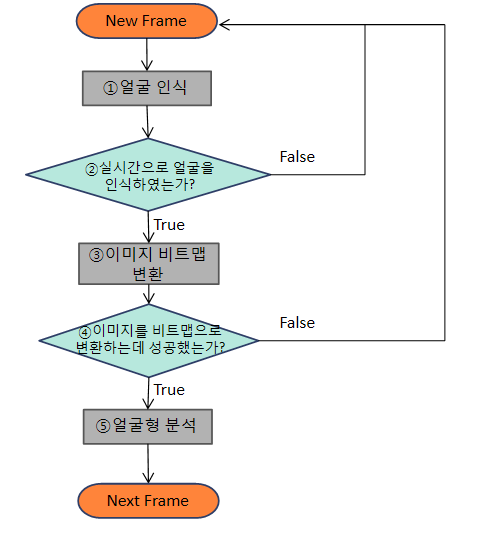 New Frame
①얼굴 인식
②실시간으로 얼굴을
인식하였는가?
False
True
③이미지 비트맵
변환
④이미지를 비트맵으로
변환하는데 성공했는가?
False
True
⑤얼굴형 분석
Next Frame